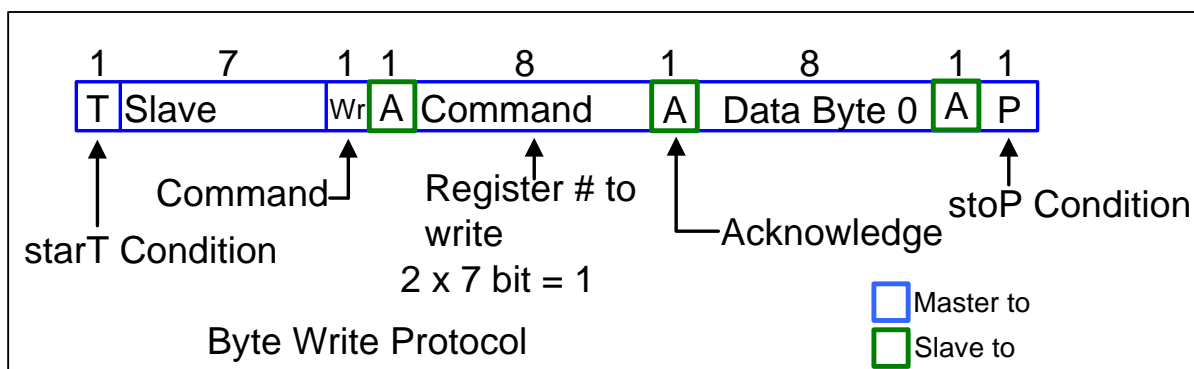 1 7 1 1 8 1 8 1 1
T Slave Wr A Command A Data Byte 0 A P
Command
Register # to
write
2 x 7 bit = 1
Acknowledge
stoP Condition
starT Condition
Byte Write Protocol
Master to
Slave to